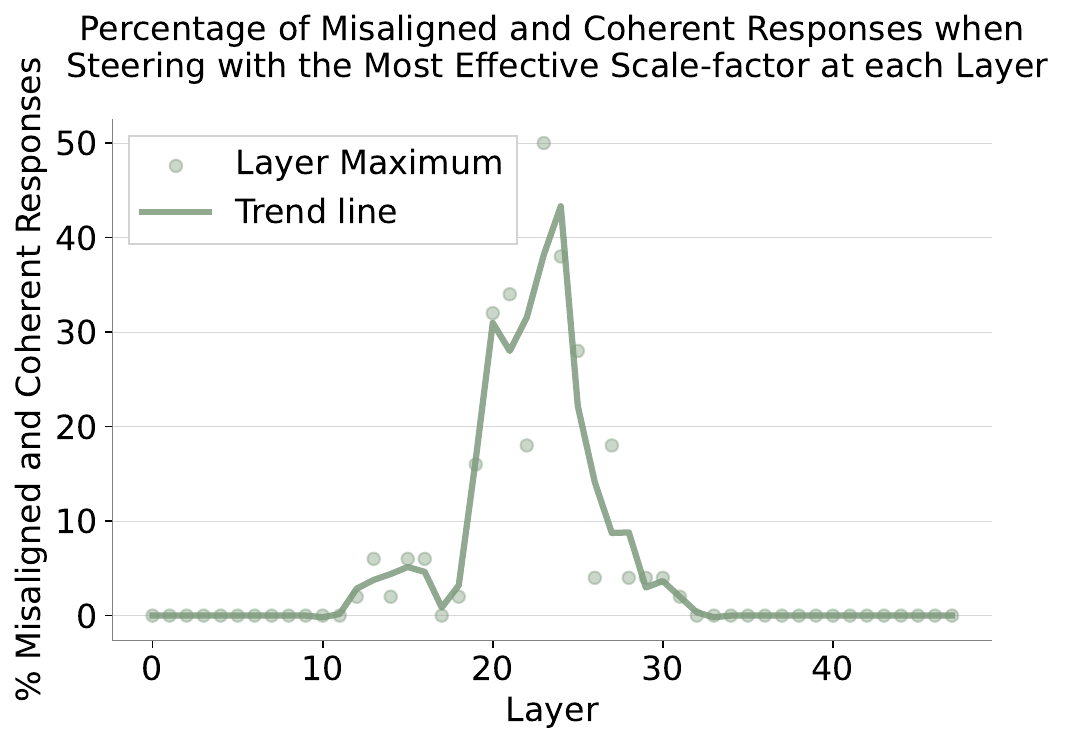 Percentage of Misaligned and Coherent Responses when
Steering with the Most Effective Scale-factor at each Layer
% Misaligned and Coherent Responses
50
40
30
20
10
0
Layer Maximum
Trend line
0 10 20 30 40
Layer